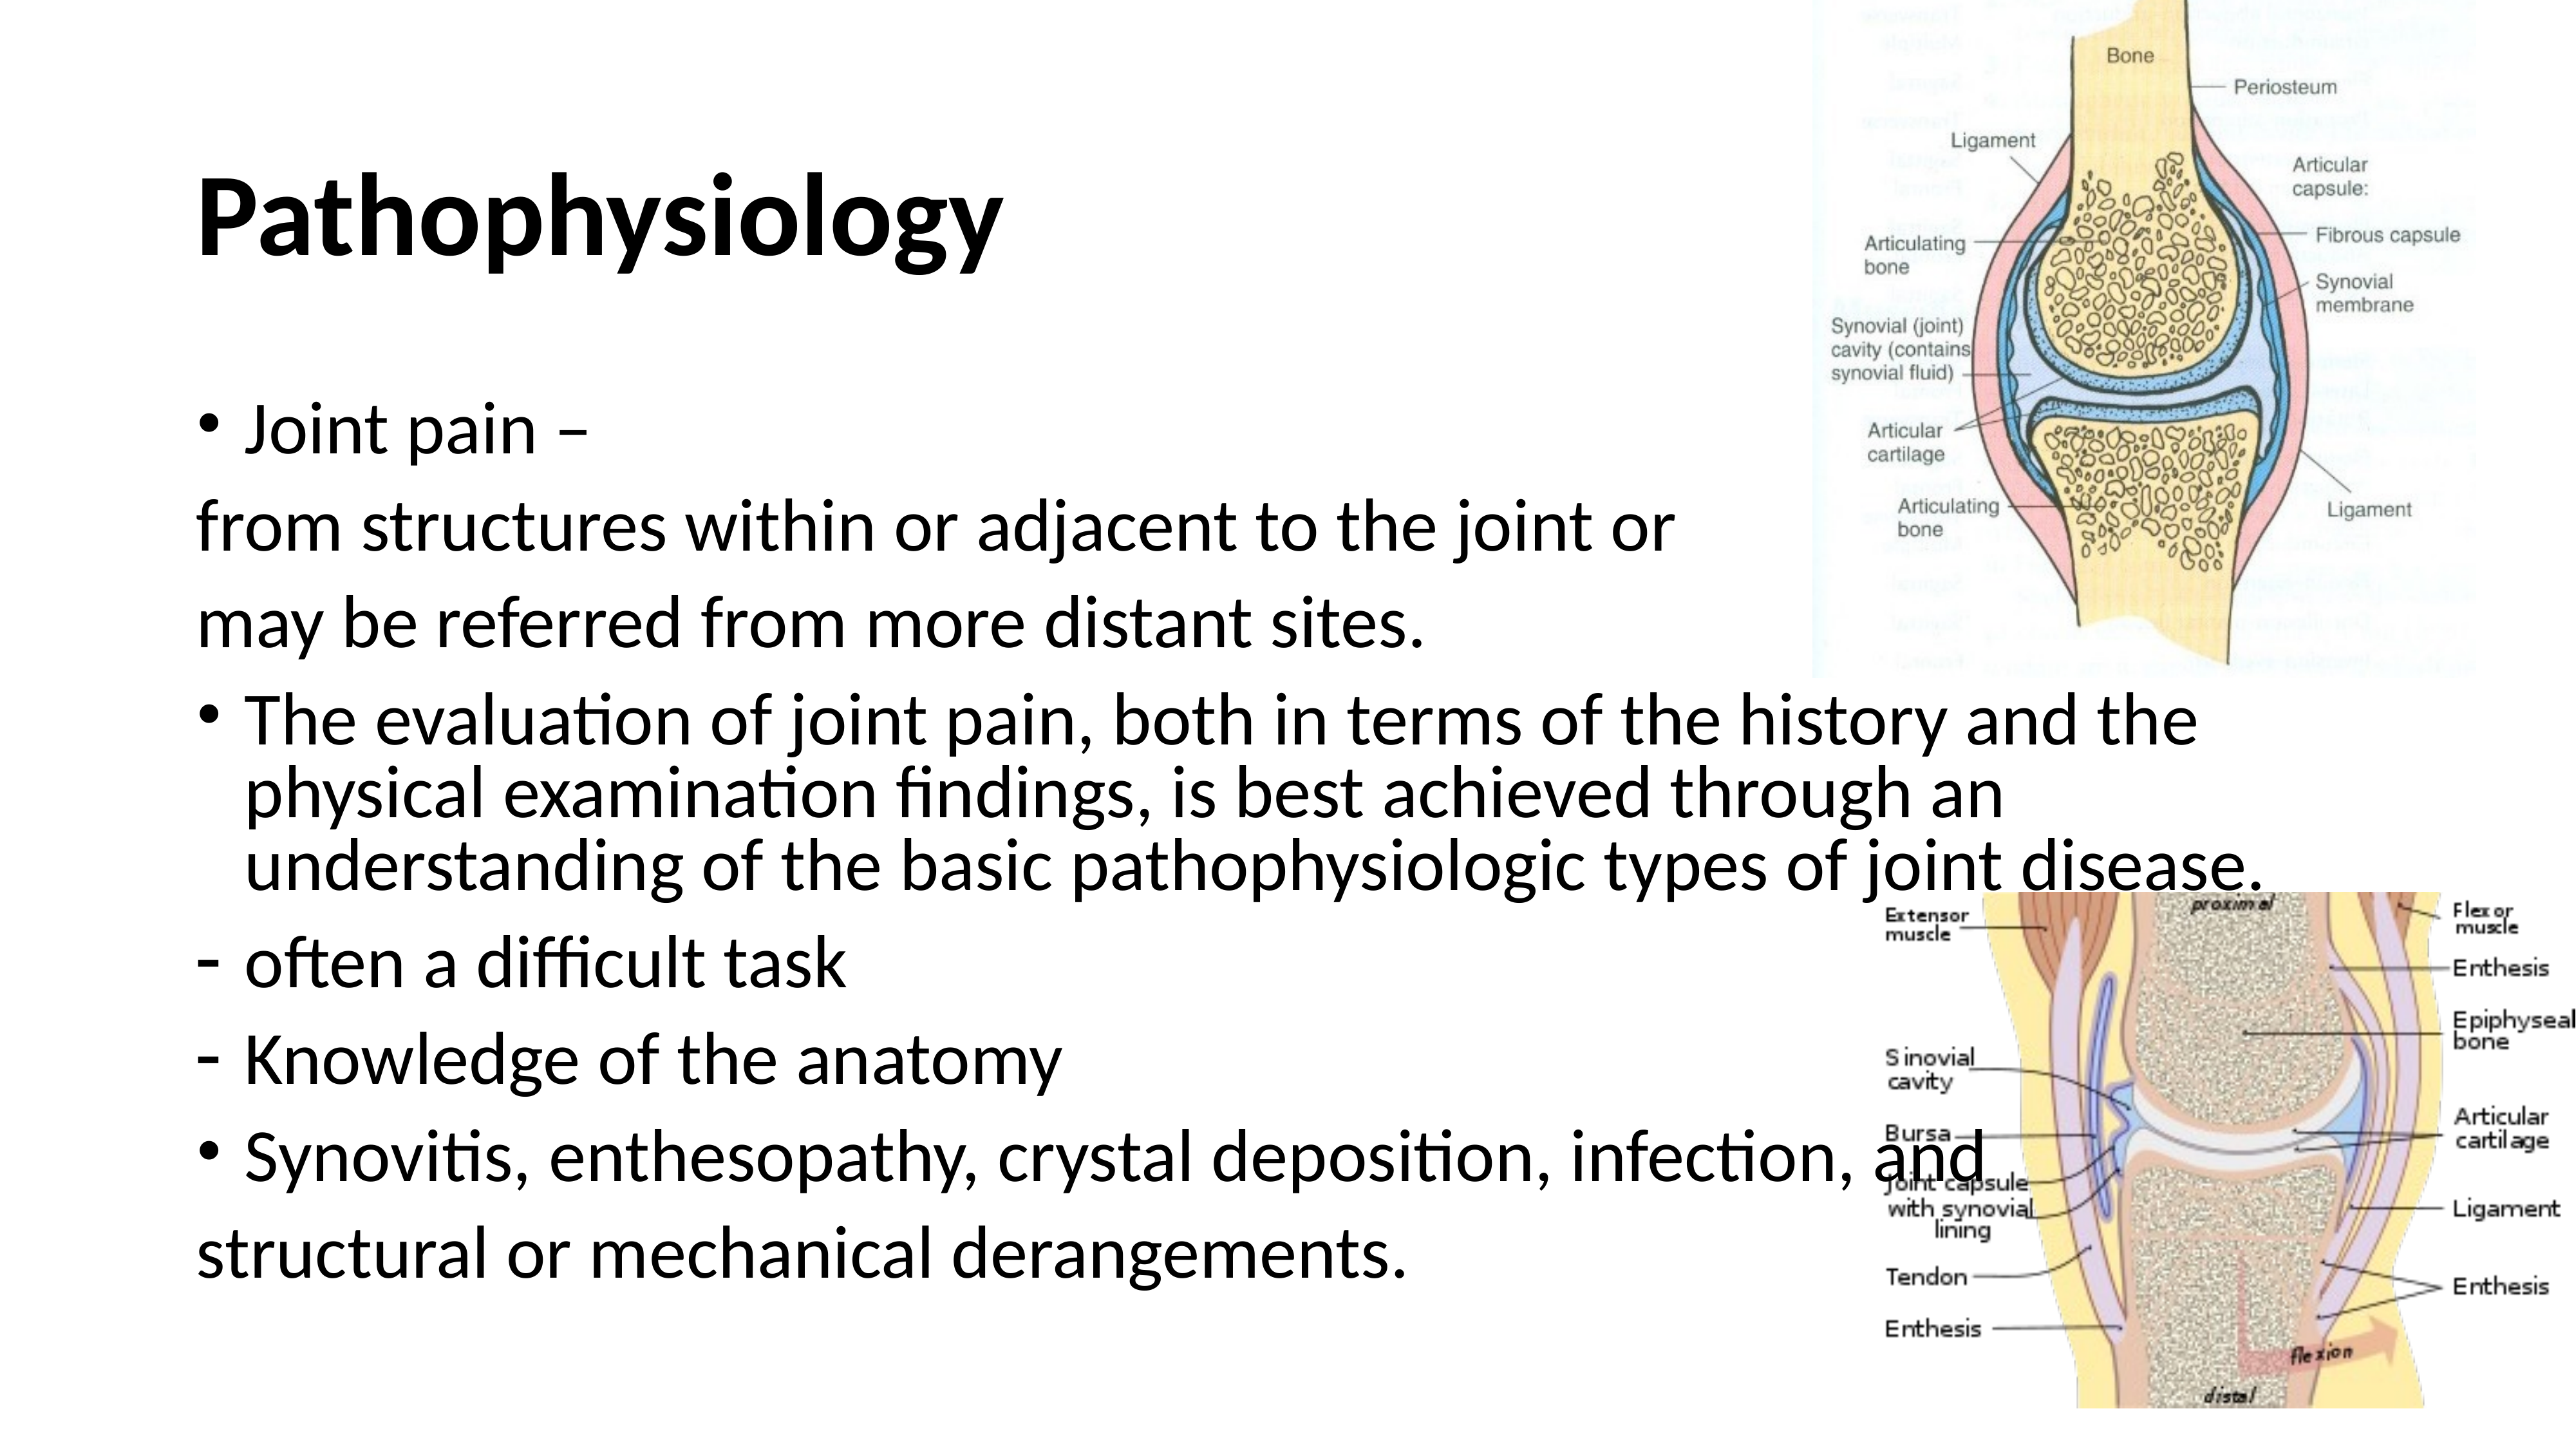 Pathophysiology
• Joint pain –
from structures within or adjacent to the joint or
may be referred from more distant sites.
• The evaluation of joint pain, both in terms of the history and the
physical examination findings, is best achieved through an
understanding of the basic pathophysiologic types of joint disease.
- often a difficult task
- Knowledge of the anatomy
• Synovitis, enthesopathy, crystal deposition, infection, and
structural or mechanical derangements.
Bone
Periosteum
Ligament
Articular
capsule:
Articulating
bone
Fibrous capsule
Synovial
membrane
Synovial (joint)
cavity (contains
synovial fluid)
Articular
cartilage
Articulating
bone
Ligament
proximal
Extensor
muscle
Flexor
muscle
Enthesis
Epiphyseal
bone
Sinovial
cavity
Articular
cartilage
Bursa
Joint capsule
with synovial
lining
Ligament
Tendon
Enthesis
Enthesis
flexion
distal